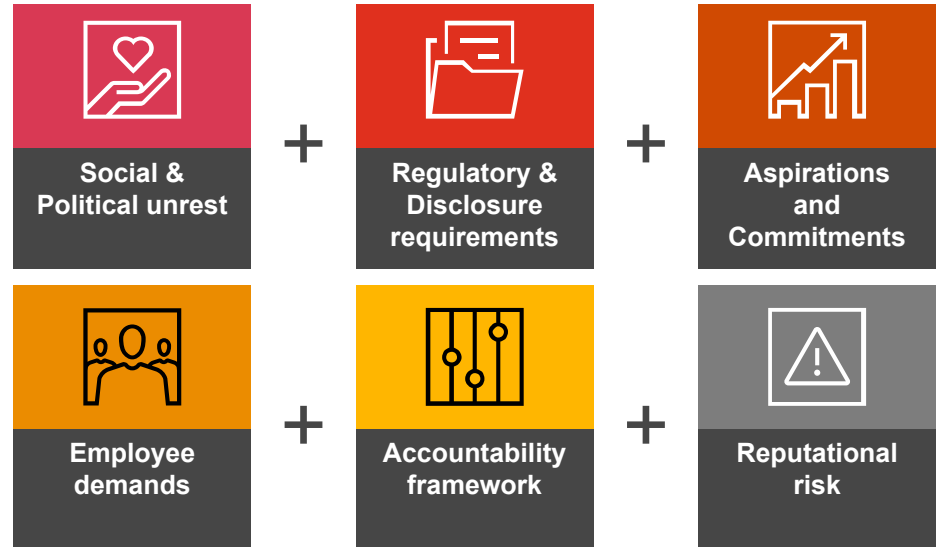 Social &
Political unrest
+
Regulatory &
Disclosure
requirements
+
Aspirations
and
Commitments
Employee
demands
+
Accountability
framework
+
Reputational
risk